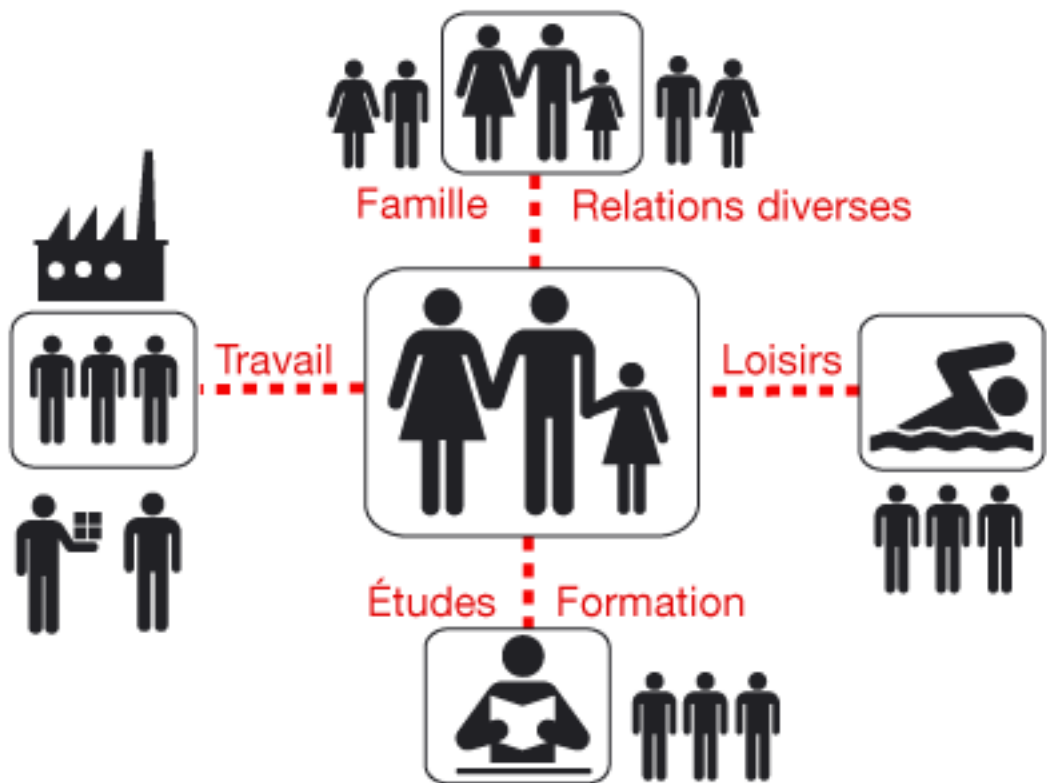 Famille
Relations diverses
Travail
Loisirs
Études
Formation